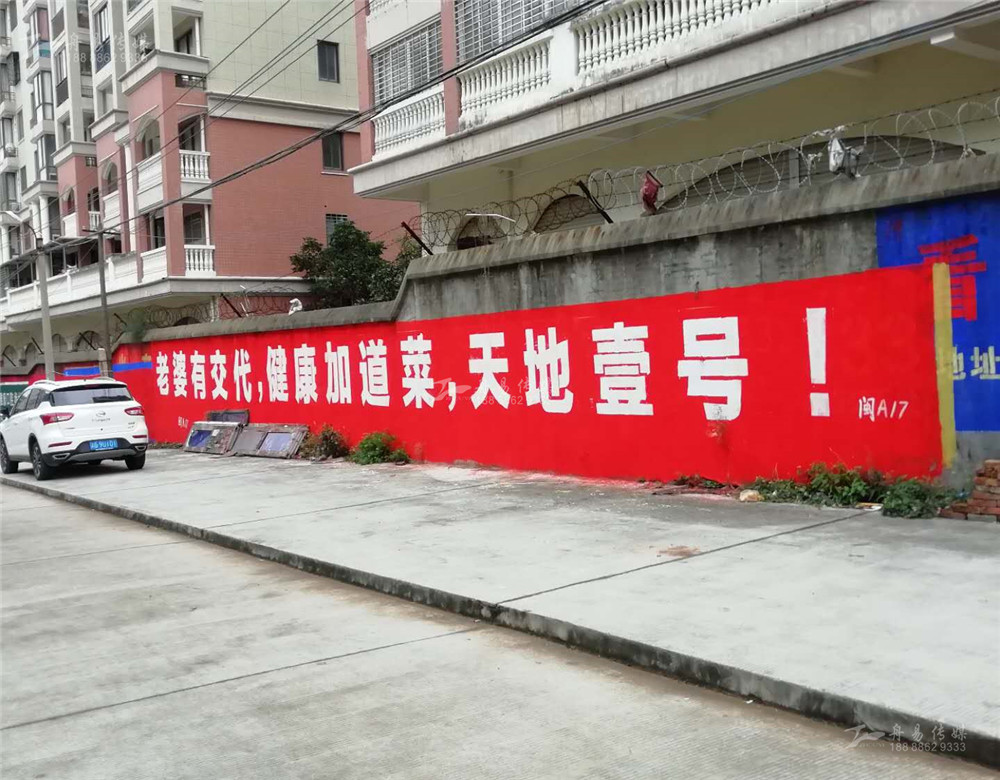 老婆有交代,健康加道菜,天地壹号!
闽A17
看
地址
舟易传媒
188 8862 9333